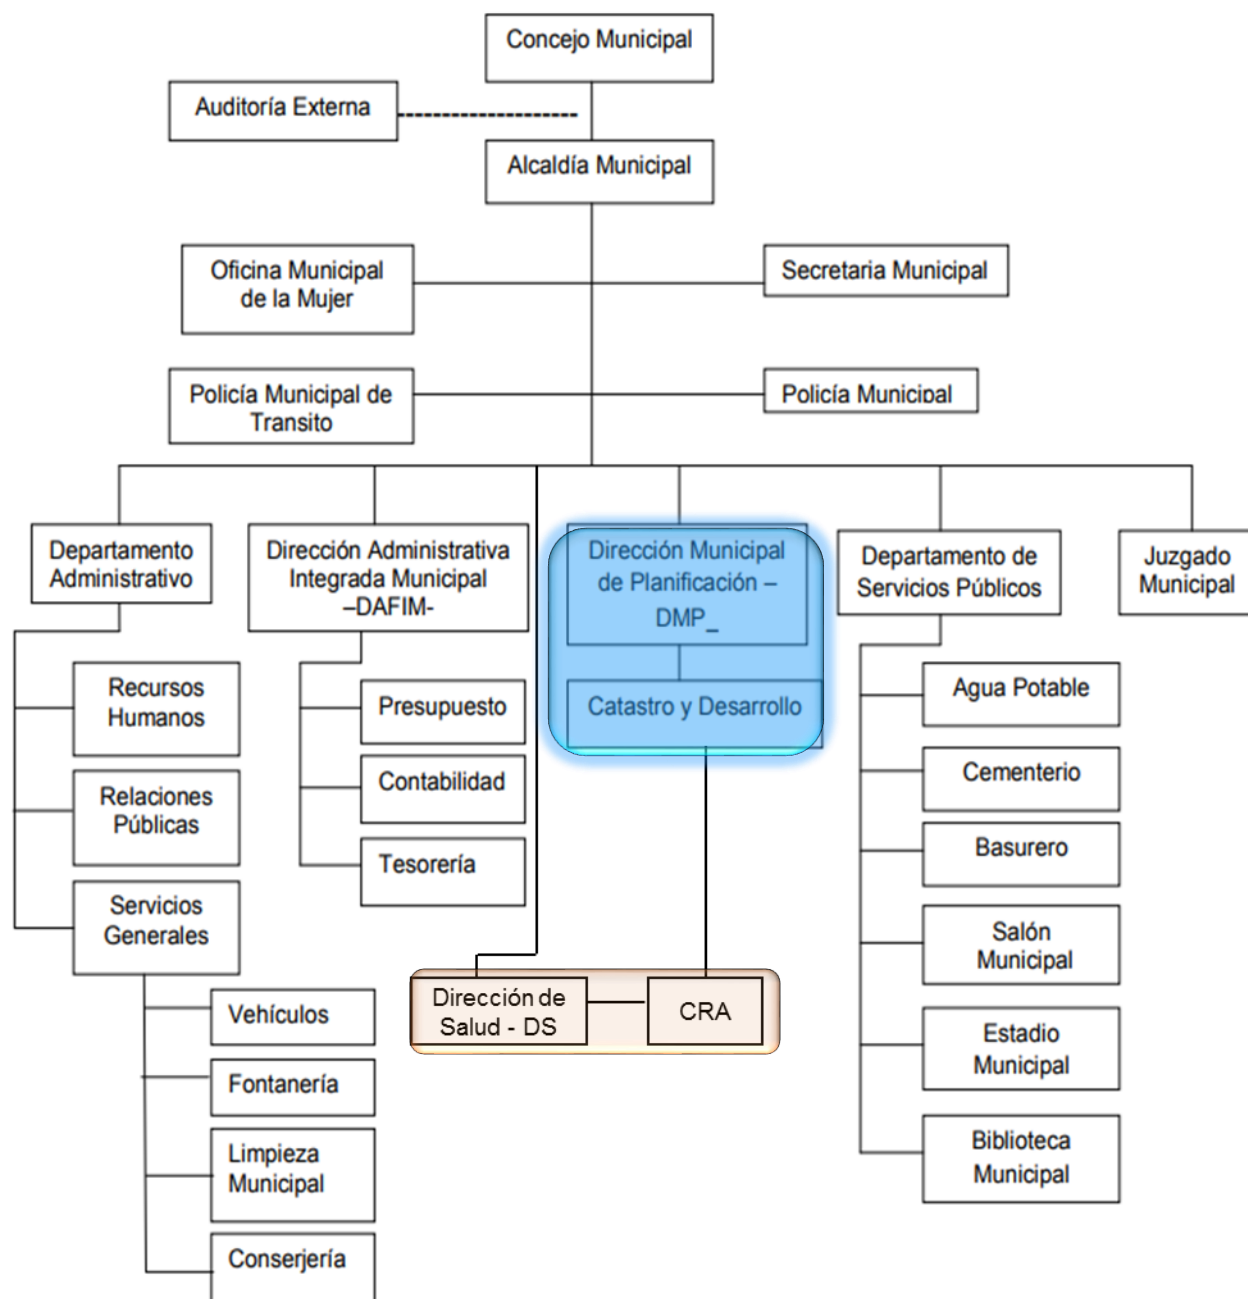 Concejo Municipal
Auditoría Externa
Alcaldía Municipal
Oficina Municipal
de la Mujer
Secretaria Municipal
Policía Municipal de
Transito
Policía Municipal
Departamento
Administrativo
Dirección Administrativa
Integrada Municipal
–DAFIM-
Dirección Municipal
de Planificación –
DMP_
Departamento de
Servicios Públicos
Juzgado
Municipal
Recursos
Humanos
Relaciones
Públicas
Servicios
Generales
Vehículos
Fontanería
Limpieza
Municipal
Conserjería
Presupuesto
Contabilidad
Tesorería
Catastro y Desarrollo
Dirección de
Salud - DS
CRA
Agua Potable
Cementerio
Basurero
Salón
Municipal
Estadio
Municipal
Biblioteca
Municipal